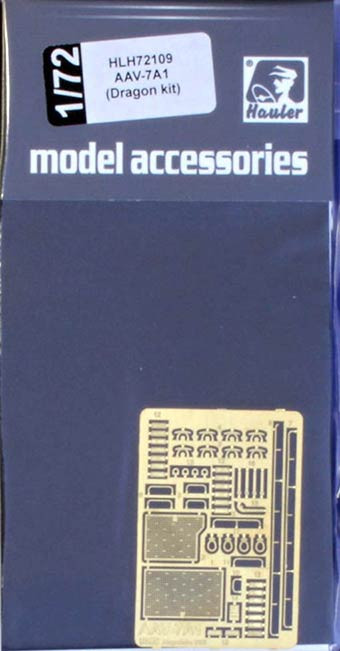 1/72
HLH72109
AAV-7A1
(Dragon kit)
Hauler
model accessories